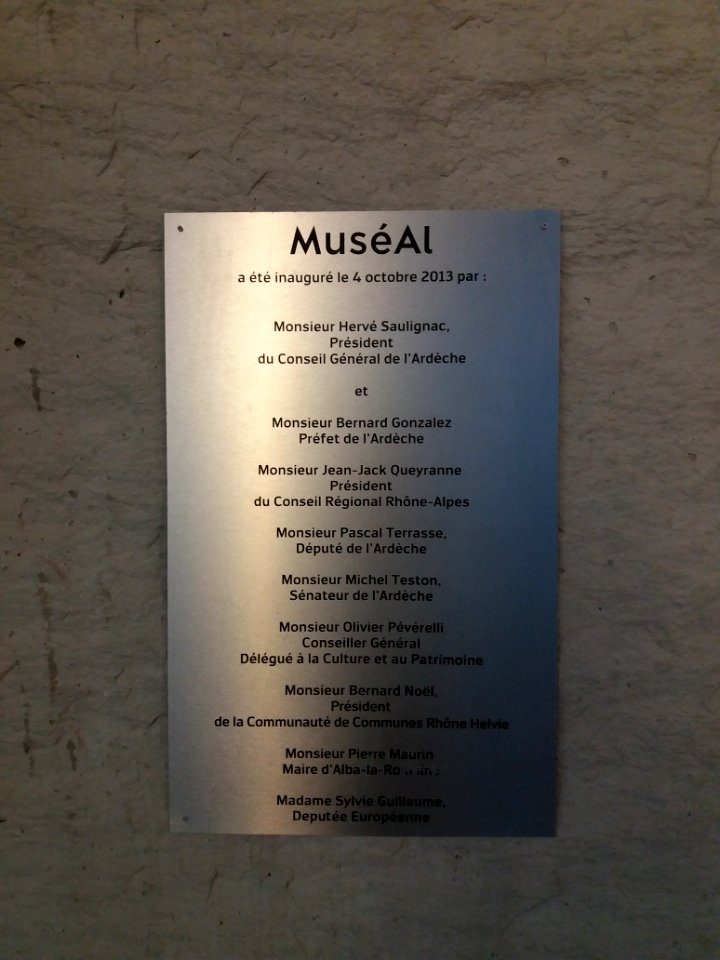 MuséAl
a été inauguré le 4 octobre 2013 par :
Monsieur Hervé Saulignac,
Président
du Conseil Général de l'Ardèche
et
Monsieur Bernard Gonzalez
Préfet de l'Ardèche
Monsieur Jean-Jack Queyranne
Président
du Conseil Régional Rhône-Alpes
Monsieur Pascal Terrasse,
Député de l'Ardèche
Monsieur Michel Teston,
Sénateur de l'Ardèche
Monsieur Olivier Pévérelli
Conseiller Général
Délégué à la Culture et au Patrimoine
Monsieur Bernard Noël,
Président
de la Communauté de Communes Rhône Helvie
Monsieur Pierre Maurin
Maire d'Alba-la-Romaine
Madame Sylvie Guillaume,
Deputée Européenne